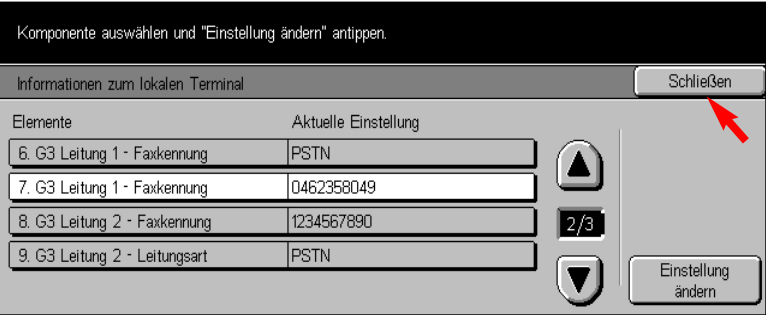 Komponente auswählen und "Einstellung ändern" antippen.
Informationen zum lokalen Terminal Schließen
Elemente Aktuelle Einstellung
6. G3 Leitung 1 - Faxkennung PSTN
7. G3 Leitung 1 - Faxkennung 0462358049
8. G3 Leitung 2 - Faxkennung 1234567890
2/3
9. G3 Leitung 2 - Leitungsart PSTN
Einstellung
ändern